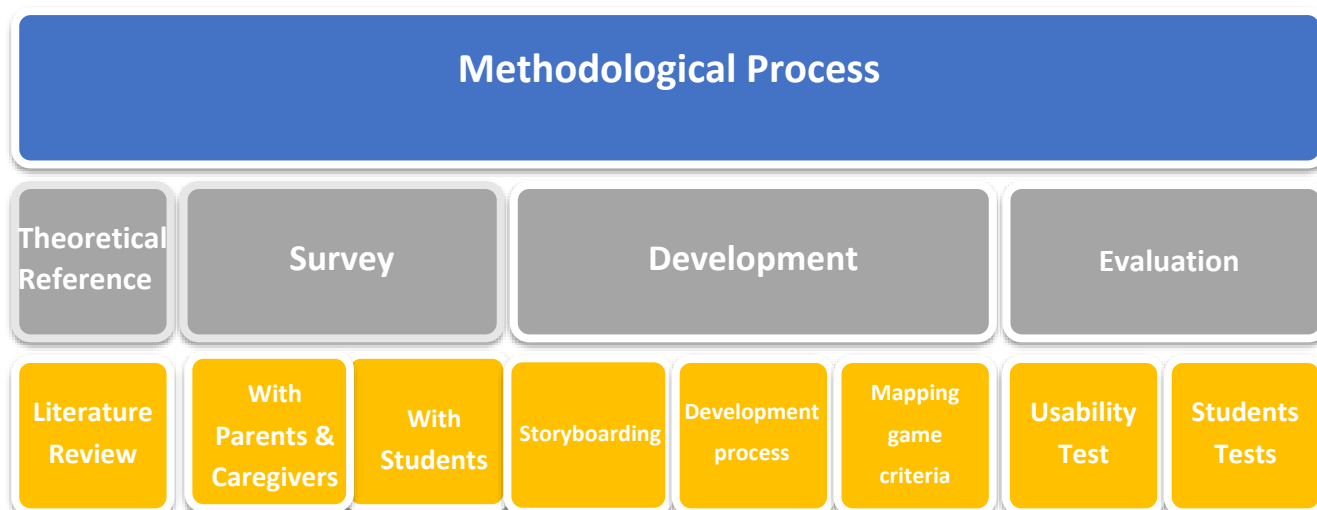 Methodological Process
Theoretical
Reference
Survey
Development
Evaluation
Literature
Review
With
Parents &
Caregivers
With
Students
Storyboarding
Development
process
Mapping
game
criteria
Usability
Test
Students
Tests